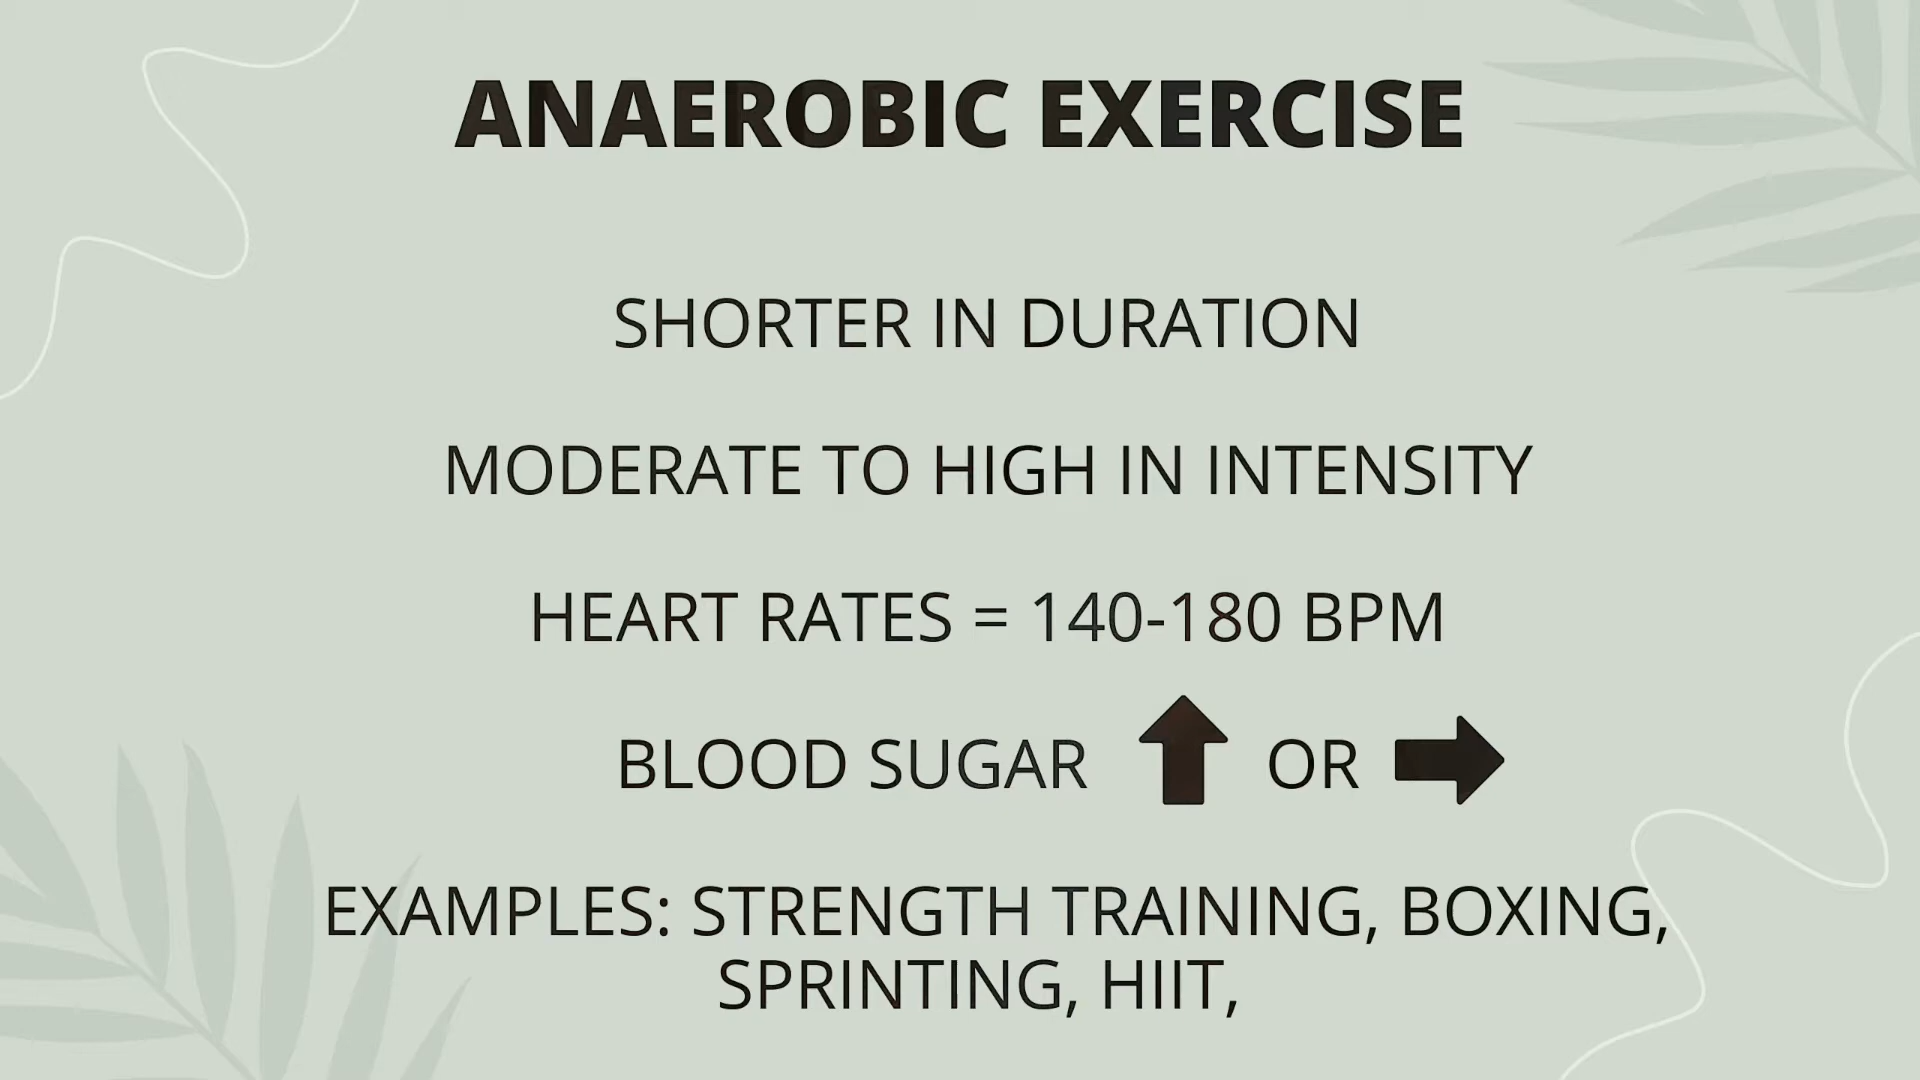 ANAEROBIC EXERCISE
SHORTER IN DURATION
MODERATE TO HIGH IN INTENSITY
HEART RATES = 140-180 BPM
BLOOD SUGAR OR
EXAMPLES: STRENGTH TRAINING, BOXING,
SPRINTING, HIIT,